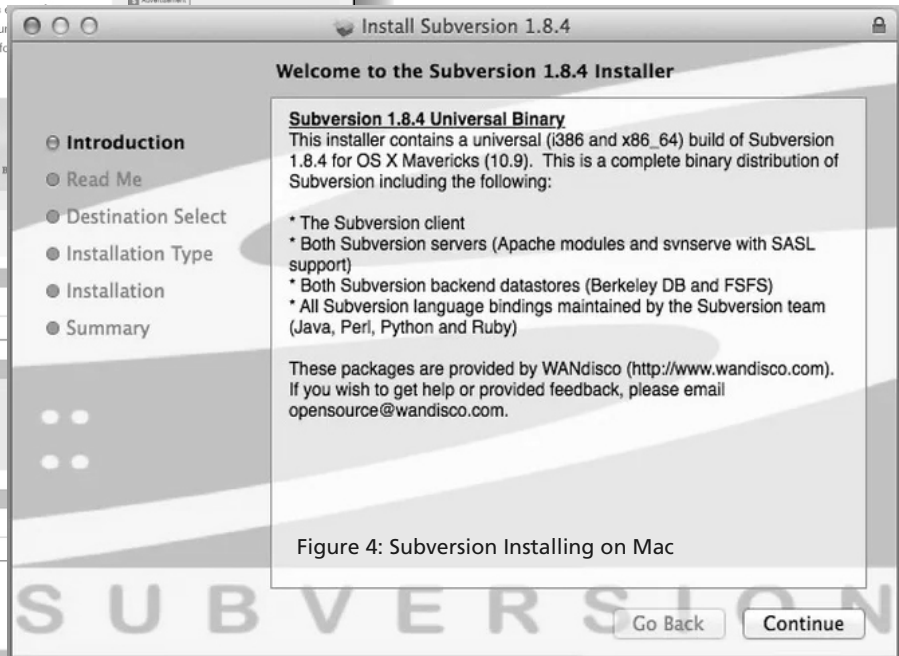 Advertisement
Install Subversion 1.8.4
Welcome to the Subversion 1.8.4 Installer
Introduction
Read Me
Destination Select
Installation Type
Installation
Summary
Subversion 1.8.4 Universal Binary
This installer contains a universal (i386 and x86_64) build of Subversion
1.8.4 for OS X Mavericks (10.9). This is a complete binary distribution of
Subversion including the following:
* The Subversion client
* Both Subversion servers (Apache modules and svnserve with SASL
support)
* Both Subversion backend datastores (Berkeley DB and FSFS)
* All Subversion language bindings maintained by the Subversion team
(Java, Perl, Python and Ruby)
These packages are provided by WANdisco (http://www.wandisco.com).
If you wish to get help or provided feedback, please email
opensource@wandisco.com.
Figure 4: Subversion Installing on Mac
SUBVERSION
Go Back
Continue